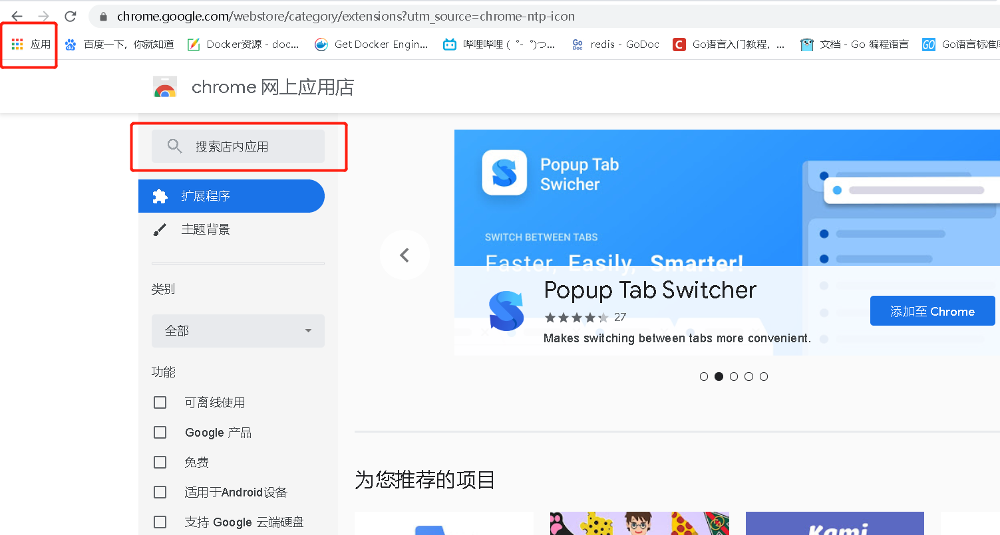 chrome.google.com/webstore/category/extensions?utm_source=chrome-ntp-icon
应用 百度一下，你就知道 Docker资源 - doc... Get Docker Engin... 哔哩哔哩 ( ゜- ゜)つ... redis - GoDoc Go语言入门教程，... 文档 - Go 编程语言 Go语言标准库
chrome 网上应用店
搜索店内应用
扩展程序
主题背景
类别
全部
功能
可离线使用
Google 产品
免费
适用于Android设备
支持 Google 云端硬盘
Popup Tab
Swicher
SWITCH BETWEEN TABS
Faster, Easily, Smarter!
Popup Tab Switcher
27
Makes switching between tabs more convenient.
添加至 Chrome
为您推荐的项目
Kami